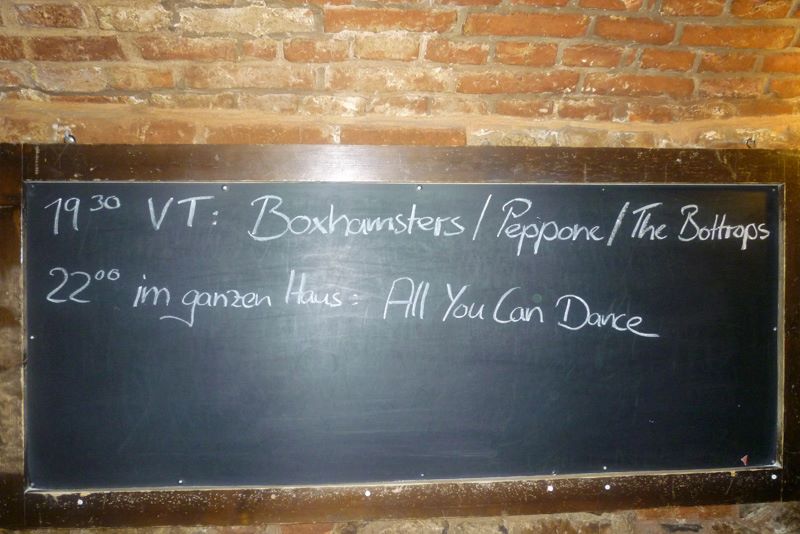 19³⁰ VT: Boxhamsters / Peppone / The Bottrops
22⁰⁰ im ganzen Haus: All You Can Dance